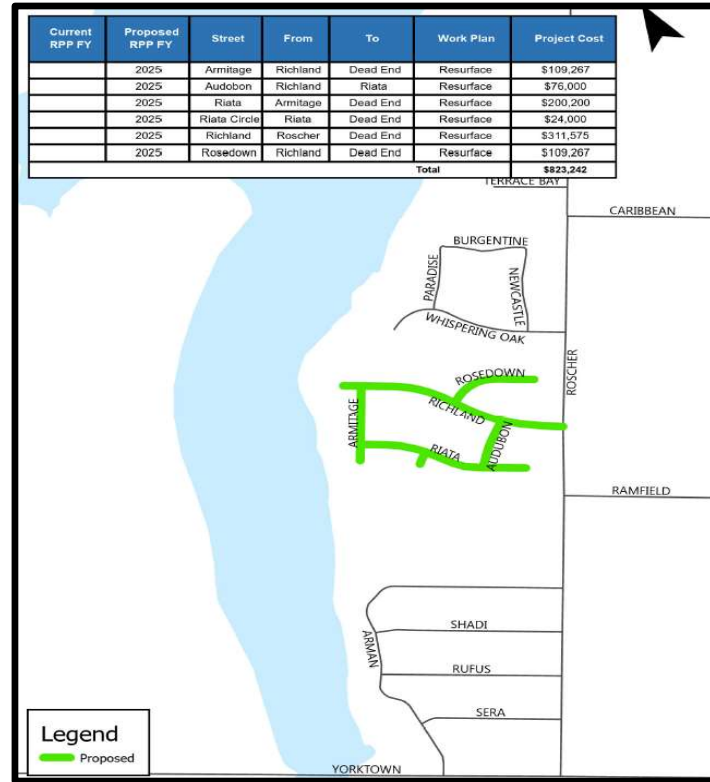 Current RPP FY Proposed RPP FY Street From To Work Plan Project Cost
2025 Armitage Richland Dead End Resurface $109,267
2025 Audobon Richland Riata Resurface $76,000
2025 Riata Armitage Dead End Resurface $200,200
2025 Riata Circle Riata Dead End Resurface $24,000
2025 Richland Roscher Dead End Resurface $311,575
2025 Rosedown Richland Dead End Resurface $109,267
Total $823,242
TERRACE BAY
CARIBBEAN
BURGENTINE
PARADISE
NEWCASTLE
WHISPERING OAK
ROSCHER
ROSEDOWN
RICHLAND
ARMITAGE
AUDUBON
RIATA
RAMFIELD
SHADI
ARMAN
RUFUS
SERA
Legend
Proposed
YORKTOWN